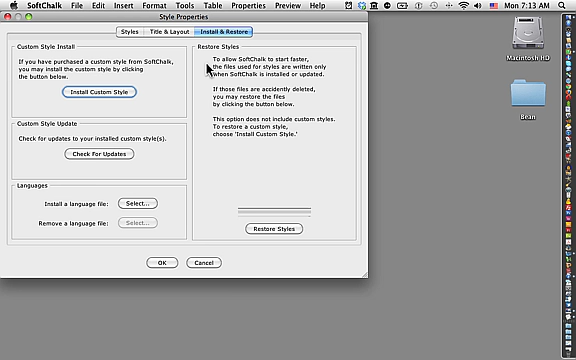 SoftChalk File Edit Insert Format Tools Table Properties Preview Help
Mon 7:13 AM
Style Properties
Styles Title & Layout Install & Restore
Custom Style Install
If you have purchased a custom style from SoftChalk,
you may install the custom style by clicking
the button below.
Install Custom Style
Custom Style Update
Check for updates to your installed custom style(s).
Check For Updates
Languages
Install a language file: Select...
Remove a language file: Select...
Restore Styles
To allow SoftChalk to start faster,
the files used for styles are written only
when SoftChalk is installed or updated.
If those files are accidently deleted,
you may restore the files
by clicking the button below.
This option does not include custom styles.
To restore a custom style,
choose 'Install Custom Style.'
Restore Styles
OK Cancel
Macintosh HD
Bean